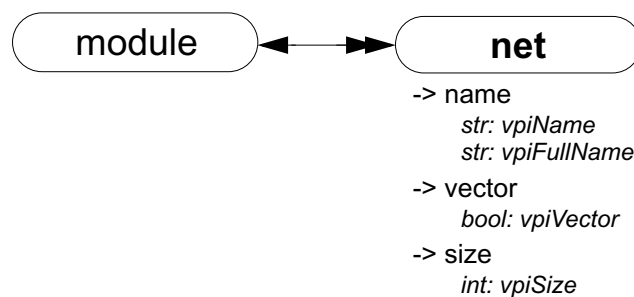 module
net
-> name
str: vpiName
str: vpiFullName
-> vector
bool: vpiVector
-> size
int: vpiSize